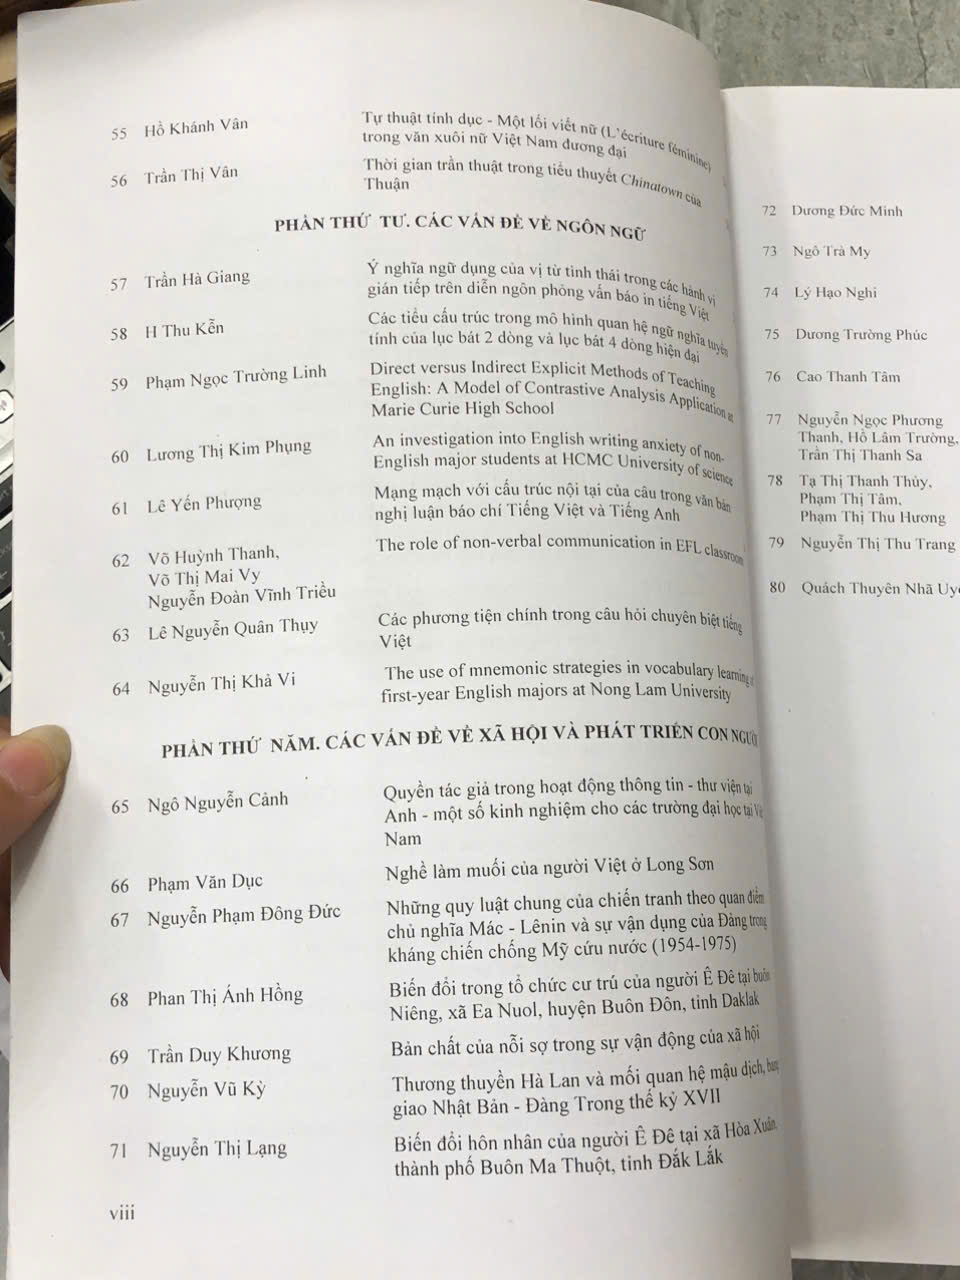 55 Hồ Khánh Vân
Tự thuật tính dục - Một lối viết nữ (L'écriture féminine)
trong văn xuôi nữ Việt Nam đương đại
56 Trần Thị Vân
Thời gian trần thuật trong tiểu thuyết Chinatown của
Thuận
PHẦN THỨ TƯ. CÁC VẤN ĐỀ VỀ NGÔN NGỮ
57 Trần Hà Giang
Ý nghĩa ngữ dụng của vị từ tình thái trong các hành vi
gián tiếp trên diễn ngôn phỏng vấn báo in tiếng Việt
58 H Thu Kễn
Các tiểu cấu trúc trong mô hình quan hệ ngữ nghĩa tuyến
tính của lục bát 2 dòng và lục bát 4 dòng hiện đại
59 Phạm Ngọc Trường Linh
Direct versus Indirect Explicit Methods of Teaching
English: A Model of Contrastive Analysis Application at
Marie Curie High School
60 Lương Thị Kim Phụng
An investigation into English writing anxiety of non-
English major students at HCMC University of science
61 Lê Yến Phượng
Mạng mạch với cấu trúc nội tại của câu trong văn bản
nghị luận báo chí Tiếng Việt và Tiếng Anh
62 Võ Huỳnh Thanh,
Võ Thị Mai Vy
Nguyễn Đoàn Vĩnh Triều
The role of non-verbal communication in EFL classroom
63 Lê Nguyễn Quân Thụy
Các phương tiện chính trong câu hỏi chuyên biệt tiếng
Việt
64 Nguyễn Thị Khả Vi
The use of mnemonic strategies in vocabulary learning
first-year English majors at Nong Lam University
PHẦN THỨ NĂM. CÁC VẤN ĐỀ VỀ XÃ HỘI VÀ PHÁT TRIỂN CON NGƯỜI
65 Ngô Nguyễn Cảnh
Quyền tác giả trong hoạt động thông tin - thư viện tại
Anh - một số kinh nghiệm cho các trường đại học tại
Nam
66 Phạm Văn Dục
Nghề làm muối của người Việt ở Long Sơn
67 Nguyễn Phạm Đông Đức
Những quy luật chung của chiến tranh theo quan điểm
chủ nghĩa Mác - Lênin và sự vận dụng của Đảng trong
kháng chiến chống Mỹ cứu nước (1954-1975)
68 Phan Thị Ánh Hồng
Biến đổi trong tổ chức cư trú của người Ê Đê tại buôn
Niêng, xã Ea Nuol, huyện Buôn Đôn, tỉnh Daklak
69 Trần Duy Khương
Bản chất của nỗi sợ trong sự vận động của xã hội
70 Nguyễn Vũ Kỳ
Thương thuyền Hà Lan và mối quan hệ mậu dịch,
giao Nhật Bản - Đàng Trong thế kỷ XVII
71 Nguyễn Thị Lạng
Biến đổi hôn nhân của người Ê Đê tại xã Hòa Xuân,
thành phố Buôn Ma Thuột, tỉnh Đắk Lắk
viii
72 Dương Đức Minh
73 Ngô Trà My
74 Lý Hạo Nghi
75 Dương Trường Phúc
76 Cao Thanh Tâm
77 Nguyễn Ngọc Phương
Thanh, Hồ Lâm Trường,
Trần Thị Thanh Sa
78 Tạ Thị Thanh Thủy,
Phạm Thị Tâm,
Phạm Thị Thu Hương
79 Nguyễn Thị Thu Trang
80 Quách Thuyên Nhã